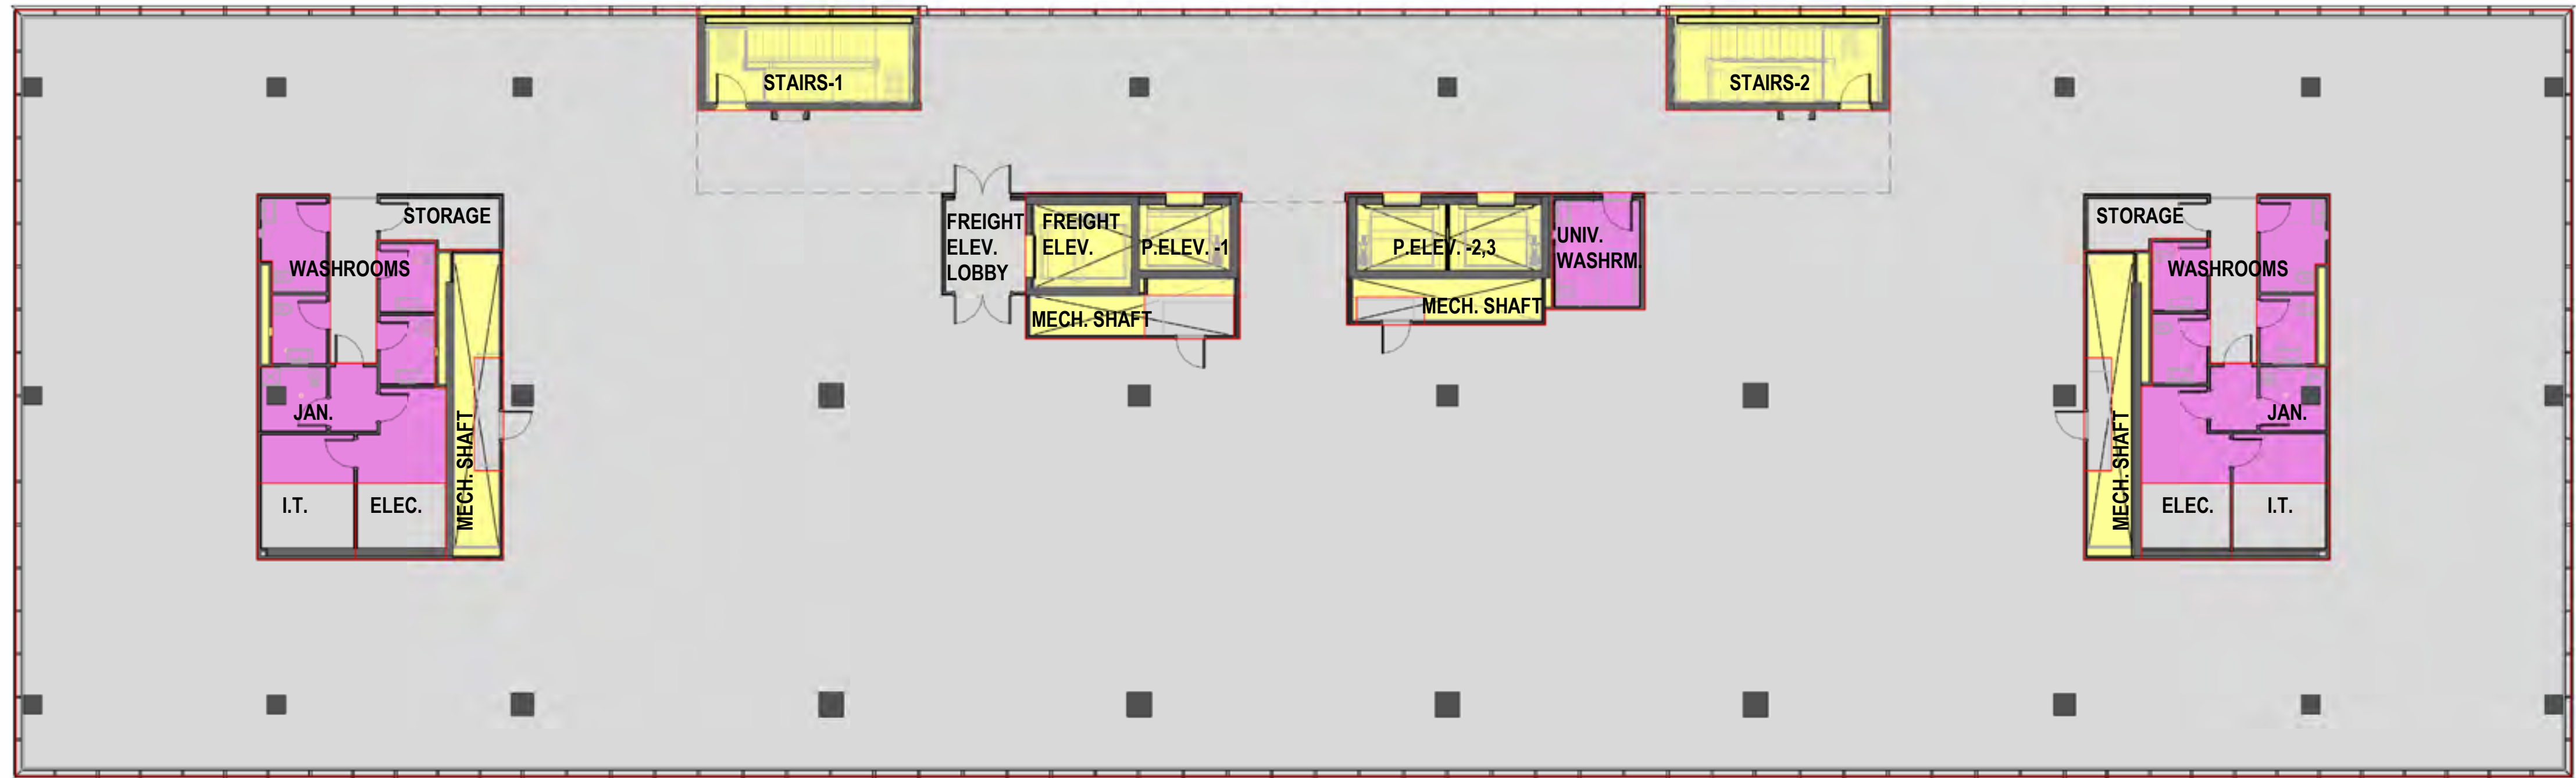 STAIRS-1
STAIRS-2
STORAGE
WASHROOMS
JAN.
I.T.
ELEC.
MECH. SHAFT
FREIGHT
ELEV.
LOBBY
FREIGHT
ELEV.
P.ELEV. -1
MECH. SHAFT
P.ELEV. -2,3
MECH. SHAFT
UNIV.
WASHRM.
STORAGE
WASHROOMS
JAN.
MECH. SHAFT
ELEC.
I.T.